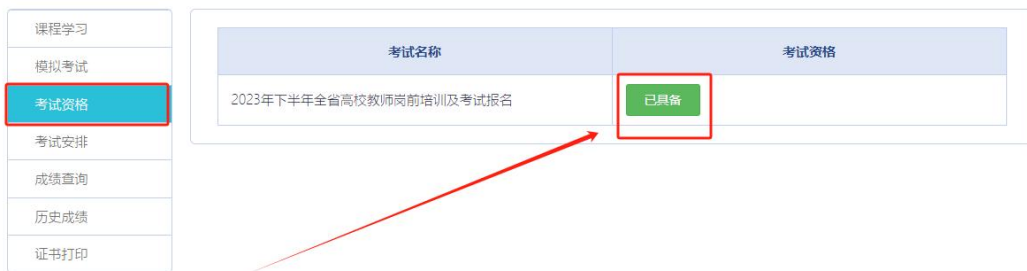 课程学习
模拟考试
考试资格
考试安排
成绩查询
历史成绩
证书打印
考试名称 考试资格
2023年下半年全省高校教师岗前培训及考试报名 已具备